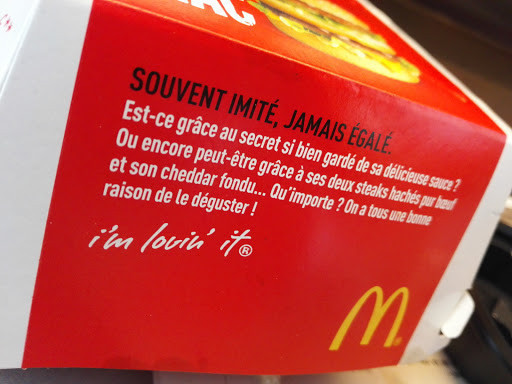 SOUVENT IMITÉ, JAMAIS ÉGALÉ.
Est-ce grâce au secret si bien gardé de sa délicieuse sauce ?
Ou encore peut-être grâce à ses deux steaks hachés pur bœuf
et son cheddar fondu... Qu'importe ? On a tous une bonne
raison de le déguster !
i'm lovin' it®